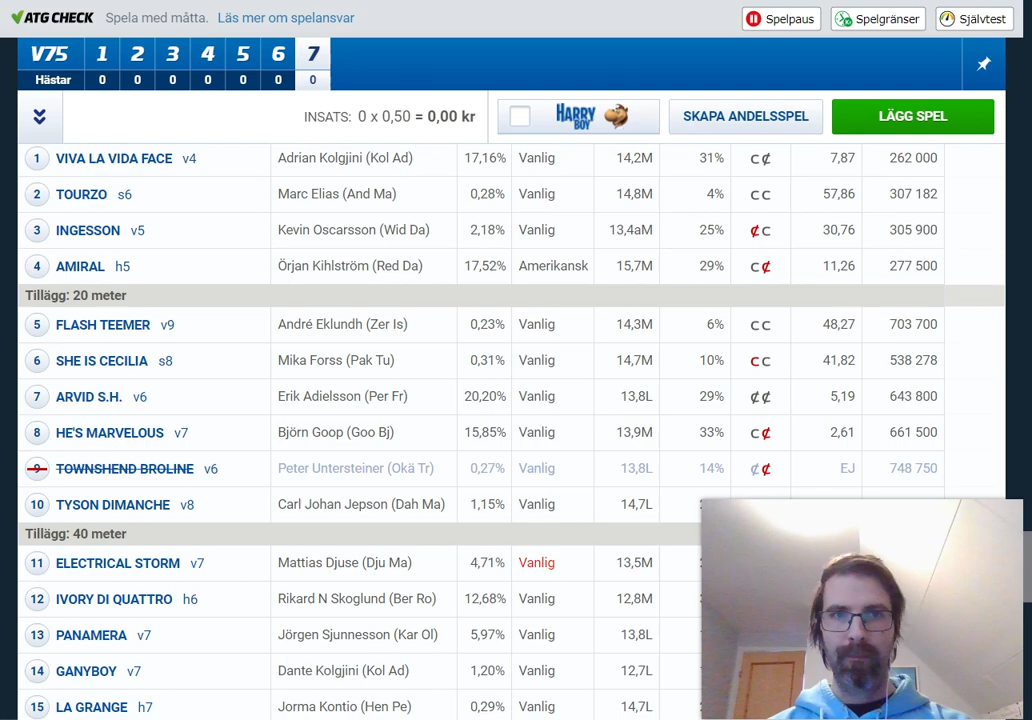 ATG CHECK Spela med måtta. Läs mer om spelansvar Spelpaus Spelgränser Självtest
V75 1 2 3 4 5 6 7
Hästar 0 0 0 0 0 0 0
INSATS: 0 x 0,50 = 0,00 kr HARRY BOY SKAPA ANDELSSPEL LÄGG SPEL
1 VIVA LA VIDA FACE v4 Adrian Kolgjini (Kol Ad) 17,16% Vanlig 14,2M 31% C₵ 7,87 262 000
2 TOURZO s6 Marc Elias (And Ma) 0,28% Vanlig 14,8M 4% CC 57,86 307 182
3 INGESSON v5 Kevin Oscarsson (Wid Da) 2,18% Vanlig 13,4aM 25% ₵C 30,76 305 900
4 AMIRAL h5 Örjan Kihlström (Red Da) 17,52% Amerikansk 15,7M 29% C₵ 11,26 277 500
Tillägg: 20 meter
5 FLASH TEEMER v9 André Eklundh (Zer Is) 0,23% Vanlig 14,3M 6% CC 48,27 703 700
6 SHE IS CECILIA s8 Mika Forss (Pak Tu) 0,31% Vanlig 14,7M 10% CC 41,82 538 278
7 ARVID S.H. v6 Erik Adielsson (Per Fr) 20,20% Vanlig 13,8L 29% ₵₵ 5,19 643 800
8 HE'S MARVELOUS v7 Björn Goop (Goo Bj) 15,85% Vanlig 13,9M 33% C₵ 2,61 661 500
9 TOWNSHEND BROLINE v6 Peter Untersteiner (Okä Tr) 0,27% Vanlig 13,8L 14% ₵₵ EJ 748 750
10 TYSON DIMANCHE v8 Carl Johan Jepson (Dah Ma) 1,15% Vanlig 14,7L
Tillägg: 40 meter
11 ELECTRICAL STORM v7 Mattias Djuse (Dju Ma) 4,71% Vanlig 13,5M
12 IVORY DI QUATTRO h6 Rikard N Skoglund (Ber Ro) 12,68% Vanlig 12,8M
13 PANAMERA v7 Jörgen Sjunnesson (Kar Ol) 5,97% Vanlig 13,8L
14 GANYBOY v7 Dante Kolgjini (Kol Ad) 1,20% Vanlig 12,7L
15 LA GRANGE h7 Jorma Kontio (Hen Pe) 0,29% Vanlig 14,7L